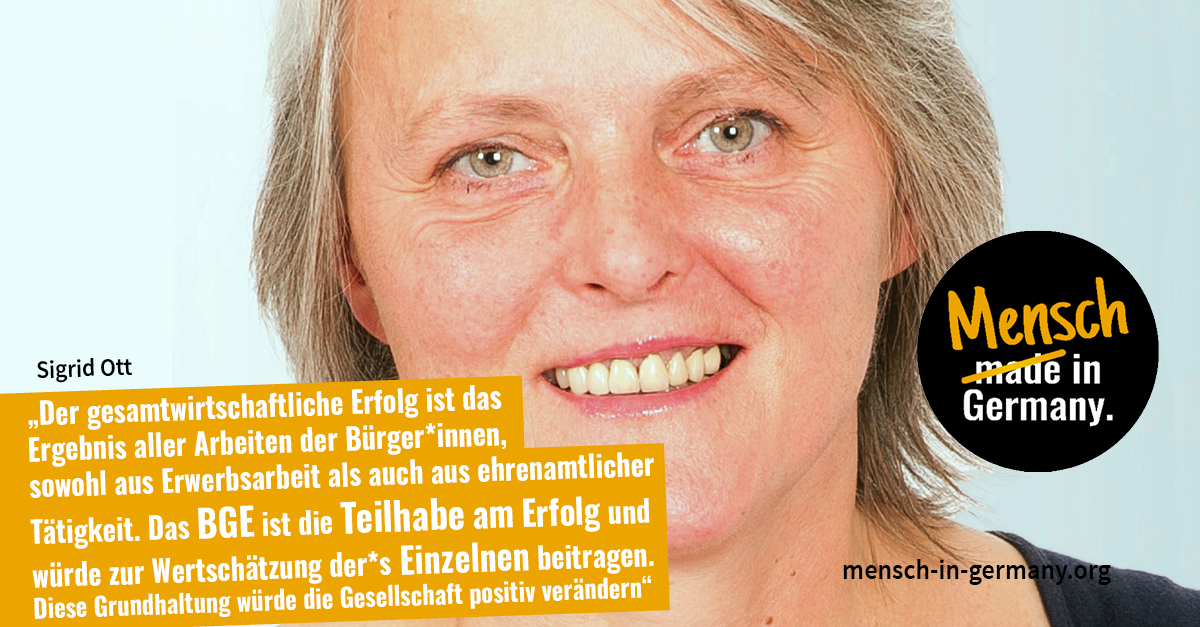 Sigrid Ott
„Der gesamtwirtschaftliche Erfolg ist das
Ergebnis aller Arbeiten der Bürger*innen,
sowohl aus Erwerbsarbeit als auch aus ehrenamtlicher
Tätigkeit. Das BGE ist die Teilhabe am Erfolg und
würde zur Wertschätzung der*s Einzelnen beitragen.
Diese Grundhaltung würde die Gesellschaft positiv verändern“
Mensch
made in
Germany.
mensch-in-germany.org